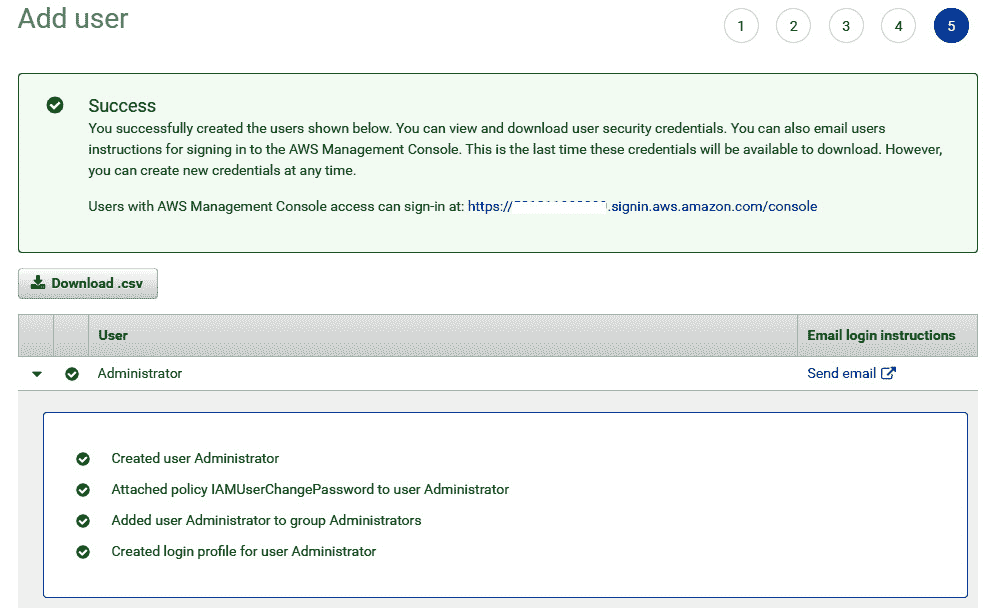 Add user
1 2 3 4 5
Success
You successfully created the users shown below. You can view and download user security credentials. You can also email users
instructions for signing in to the AWS Management Console. This is the last time these credentials will be available to download. However,
you can create new credentials at any time.
Users with AWS Management Console access can sign-in at: https:// .signin.aws.amazon.com/console
Download .csv
User Email login instructions
Administrator Send email
Created user Administrator
Attached policy IAMUserChangePassword to user Administrator
Added user Administrator to group Administrators
Created login profile for user Administrator